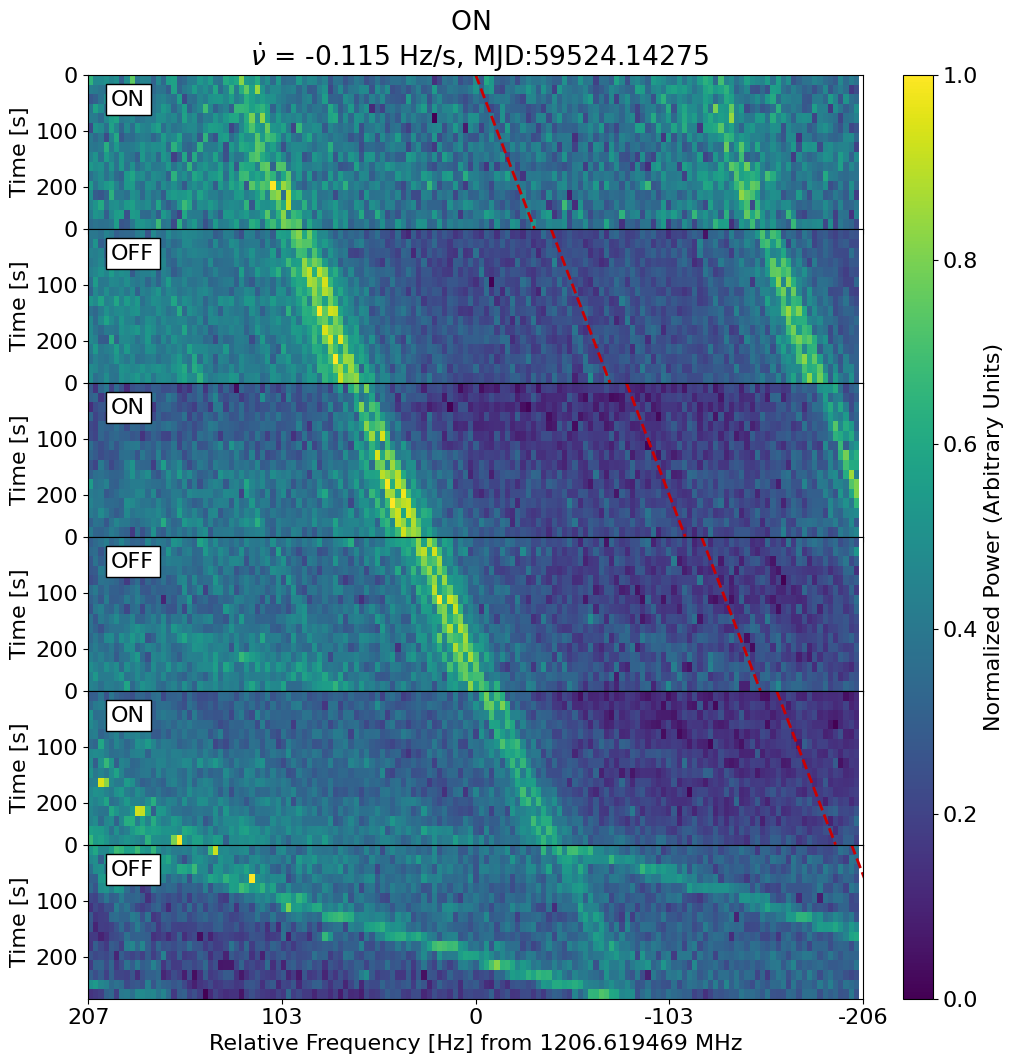 ON
ν̇ = -0.115 Hz/s, MJD:59524.14275
ON
OFF
ON
OFF
ON
OFF
0
100
200
0
100
200
0
100
200
0
100
200
0
100
200
0
100
200
Time [s]
Time [s]
Time [s]
Time [s]
Time [s]
Time [s]
207
103
0
-103
-206
Relative Frequency [Hz] from 1206.619469 MHz
1.0
0.8
0.6
0.4
0.2
0.0
Normalized Power (Arbitrary Units)